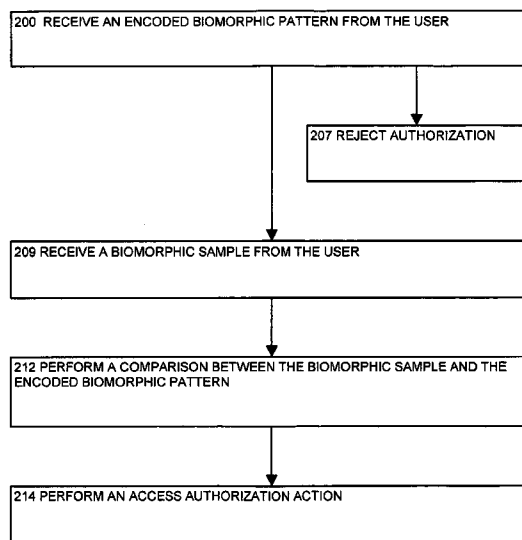 200 RECEIVE AN ENCODED BIOMORPHIC PATTERN FROM THE USER
207 REJECT AUTHORIZATION
209 RECEIVE A BIOMORPHIC SAMPLE FROM THE USER
212 PERFORM A COMPARISON BETWEEN THE BIOMORPHIC SAMPLE AND THE
ENCODED BIOMORPHIC PATTERN
214 PERFORM AN ACCESS AUTHORIZATION ACTION